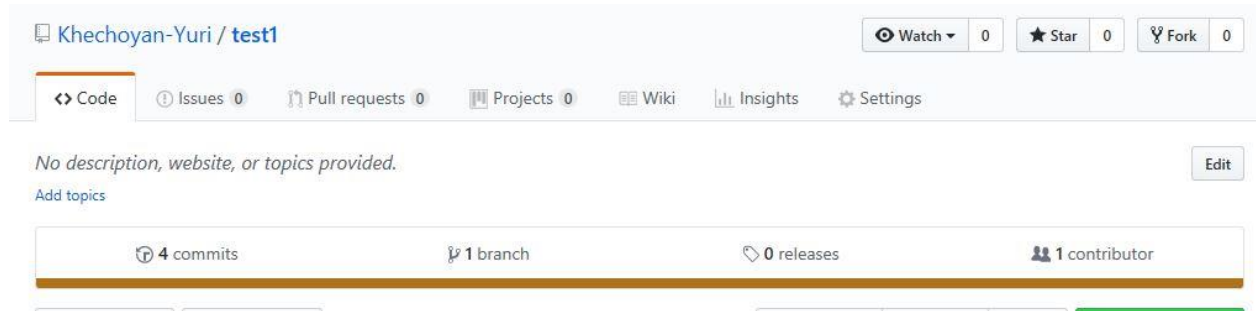 Khechoyan-Yuri / test1 Watch 0 Star 0 Fork 0
Code Issues 0 Pull requests 0 Projects 0 Wiki Insights Settings
No description, website, or topics provided. Edit
Add topics
4 commits 1 branch 0 releases 1 contributor